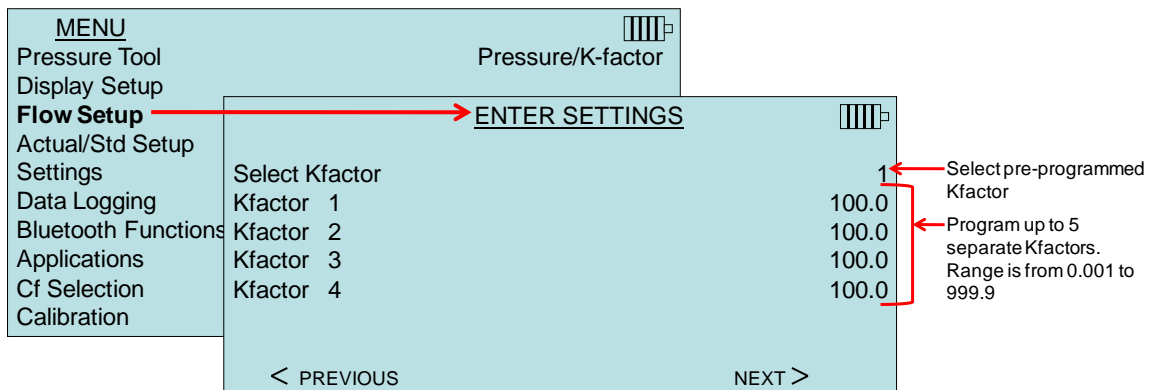 MENU
Pressure Tool
Pressure/K-factor
Display Setup
Flow Setup
Actual/Std Setup
Settings
Data Logging
Bluetooth Functions
Applications
Cf Selection
Calibration
ENTER SETTINGS
Select Kfactor 1
Kfactor 1 100.0
Kfactor 2 100.0
Kfactor 3 100.0
Kfactor 4 100.0
< PREVIOUS NEXT >
Select pre-programmed
Kfactor
Program up to 5
separate Kfactors.
Range is from 0.001 to
999.9